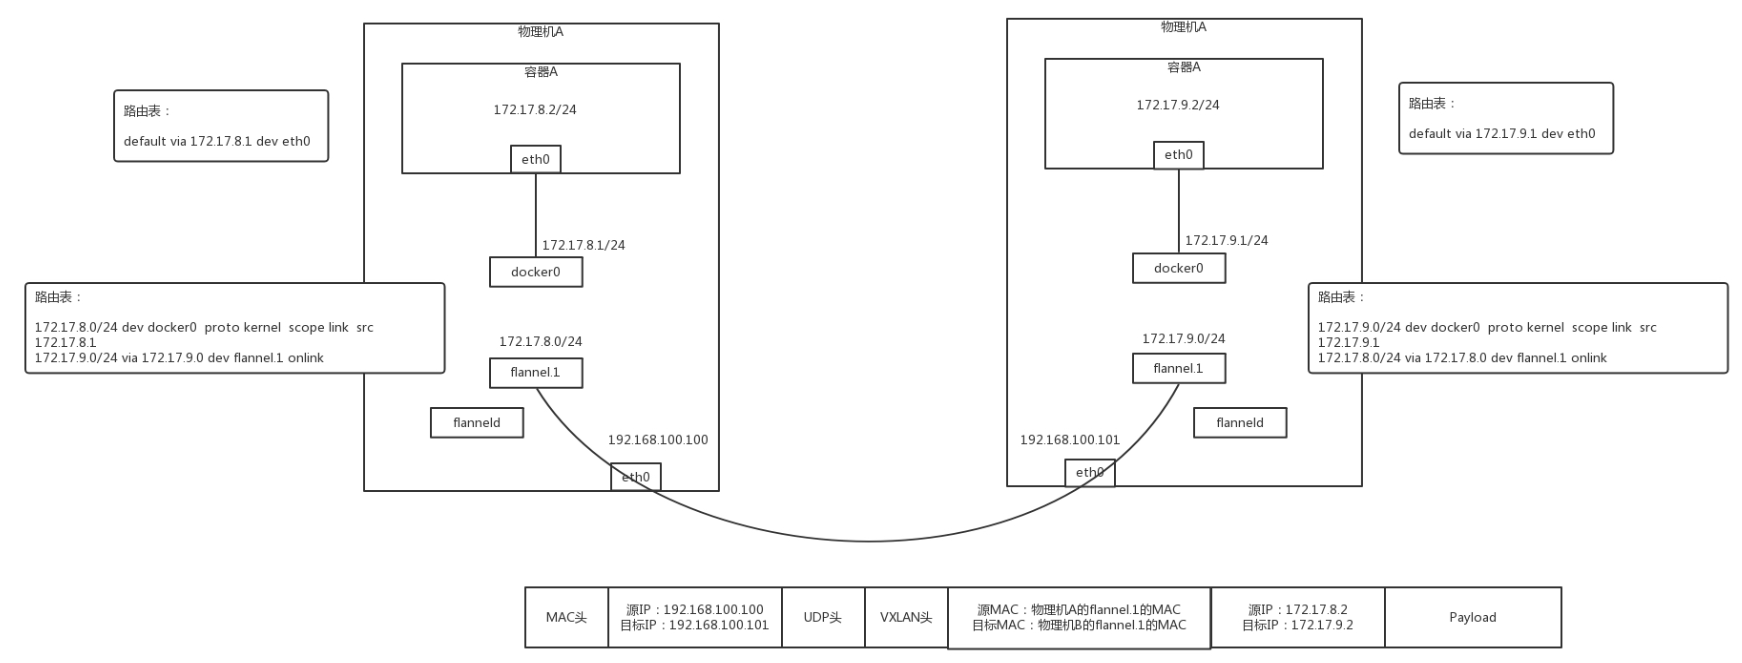 物理机A
容器A
172.17.8.2/24
eth0
路由表：
default via 172.17.8.1 dev eth0
172.17.8.1/24
docker0
路由表：
172.17.8.0/24 dev docker0  proto kernel  scope link  src
172.17.8.1
172.17.9.0/24 via 172.17.9.0 dev flannel.1 onlink
172.17.8.0/24
flannel.1
flanneld
192.168.100.100
eth0
物理机A
容器A
172.17.9.2/24
eth0
路由表：
default via 172.17.9.1 dev eth0
172.17.9.1/24
docker0
路由表：
172.17.9.0/24 dev docker0  proto kernel  scope link  src
172.17.9.1
172.17.8.0/24 via 172.17.8.0 dev flannel.1 onlink
172.17.9.0/24
flannel.1
flanneld
192.168.100.101
eth0
MAC头
源IP：192.168.100.100
目标IP：192.168.100.101
UDP头
VXLAN头
源MAC：物理机A的flannel.1的MAC
目标MAC：物理机B的flannel.1的MAC
源IP：172.17.8.2
目标IP：172.17.9.2
Payload